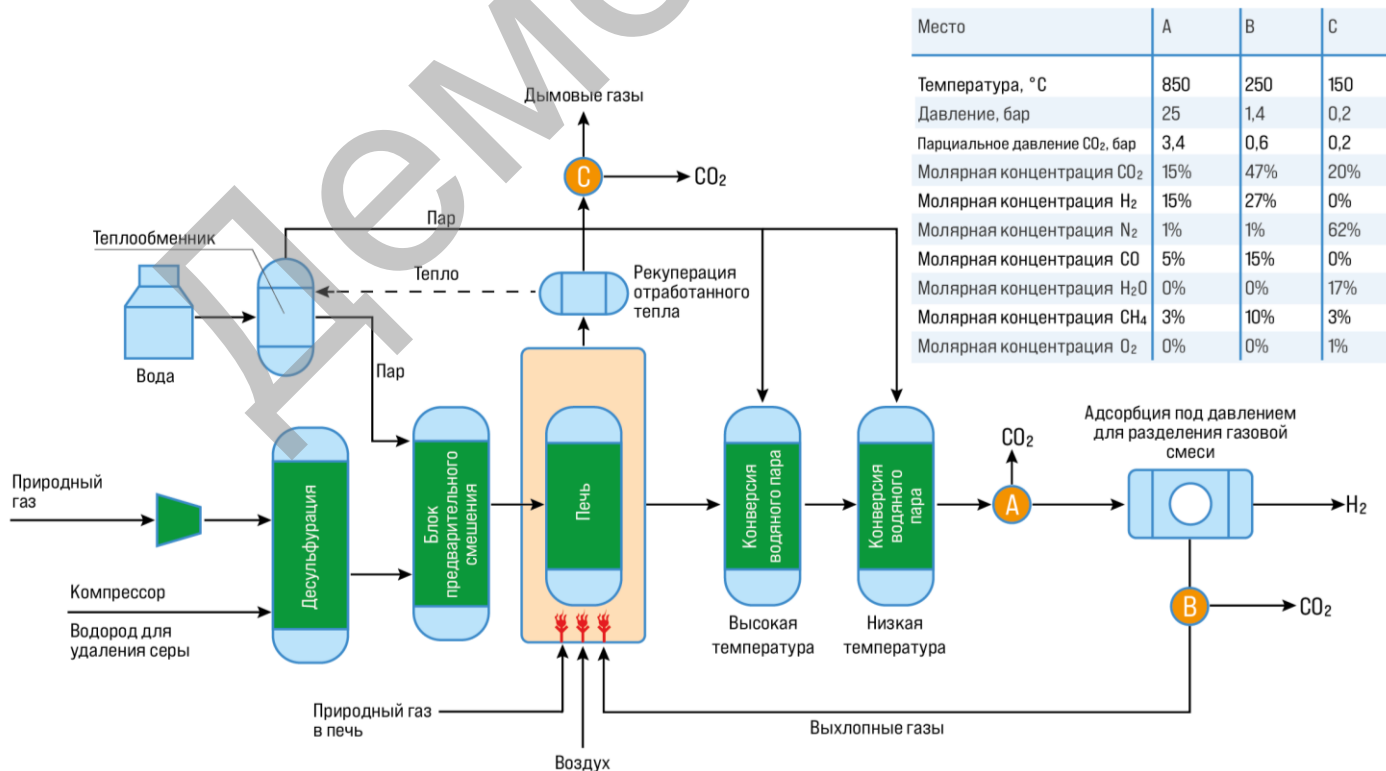 Место A B C
Температура, °C 850 250 150
Давление, бар 25 1,4 0,2
Парциальное давление CO₂, бар 3,4 0,6 0,2
Молярная концентрация CO₂ 15% 47% 20%
Молярная концентрация H₂ 15% 27% 0%
Молярная концентрация N₂ 1% 1% 62%
Молярная концентрация CO 5% 15% 0%
Молярная концентрация H₂O 0% 0% 17%
Молярная концентрация CH₄ 3% 10% 3%
Молярная концентрация O₂ 0% 0% 1%
Дымовые газы
C
CO₂
Пар
Теплообменник
Тепло
Рекуперация
отработанного
тепла
Вода
Пар
Природный
газ
Десульфурация
Блок
предварительного
смешения
Печь
Конверсия
водяного пара
Конверсия
водяного
пара
CO₂
A
Адсорбция под давлением
для разделения газовой
смеси
H₂
Компрессор
Водород для
удаления серы
Высокая
температура
Низкая
температура
B
CO₂
Природный газ
в печь
Воздух
Выхлопные газы
Демо